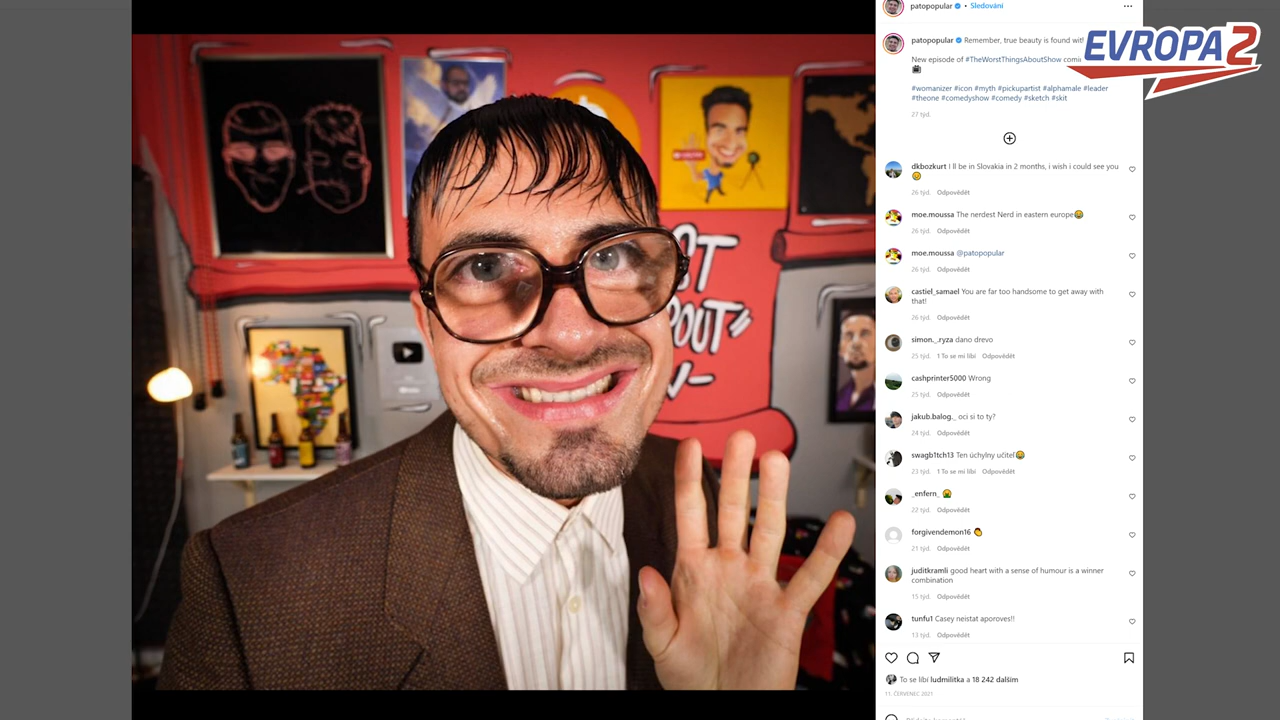 patopopular • Sledování
EVROPA 2
patopopular Remember, true beauty is found wit
New episode of #TheWorstThingsAboutShow comi
#womanizer #icon #myth #pickupartist #alphamale #leader
#theone #comedyshow #comedy #sketch #skit
27 týd.
dkbozkurt I ll be in Slovakia in 2 months, i wish i could see you
26 týd. Odpovědět
moe.moussa The nerdest Nerd in eastern europe
26 týd. Odpovědět
moe.moussa @patopopular
26 týd. Odpovědět
castiel_samael You are far too handsome to get away with
that!
26 týd. Odpovědět
simon._.ryza dano drevo
25 týd. 1 To se mi líbí Odpovědět
cashprinter5000 Wrong
25 týd. Odpovědět
jakub.balog._ oci si to ty?
24 týd. Odpovědět
swagb1tch13 Ten úchylny učitel
23 týd. 1 To se mi líbí Odpovědět
_enfern_
22 týd. Odpovědět
forgivendemon16
21 týd. Odpovědět
juditkramli good heart with a sense of humour is a winner
combination
15 týd. Odpovědět
tunfu1 Casey neistat aporoves!!
13 týd. Odpovědět
To se líbí ludmilitka a 18 242 dalším
11. ČERVENEC 2021